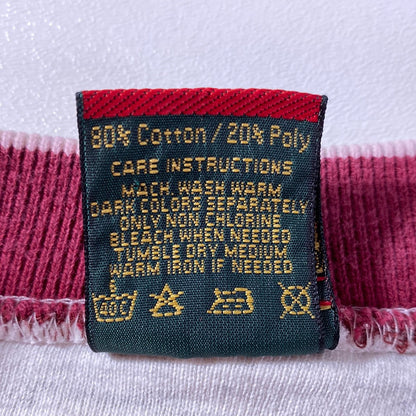 80% Cotton / 20% Poly
CARE INSTRUCTIONS
MACH. WASH WARM
DARK COLORS SEPARATELY
ONLY NON CHLORINE
BLEACH WHEN NEEDED
TUMBLE DRY MEDIUM
WARM IRON IF NEEDED
40